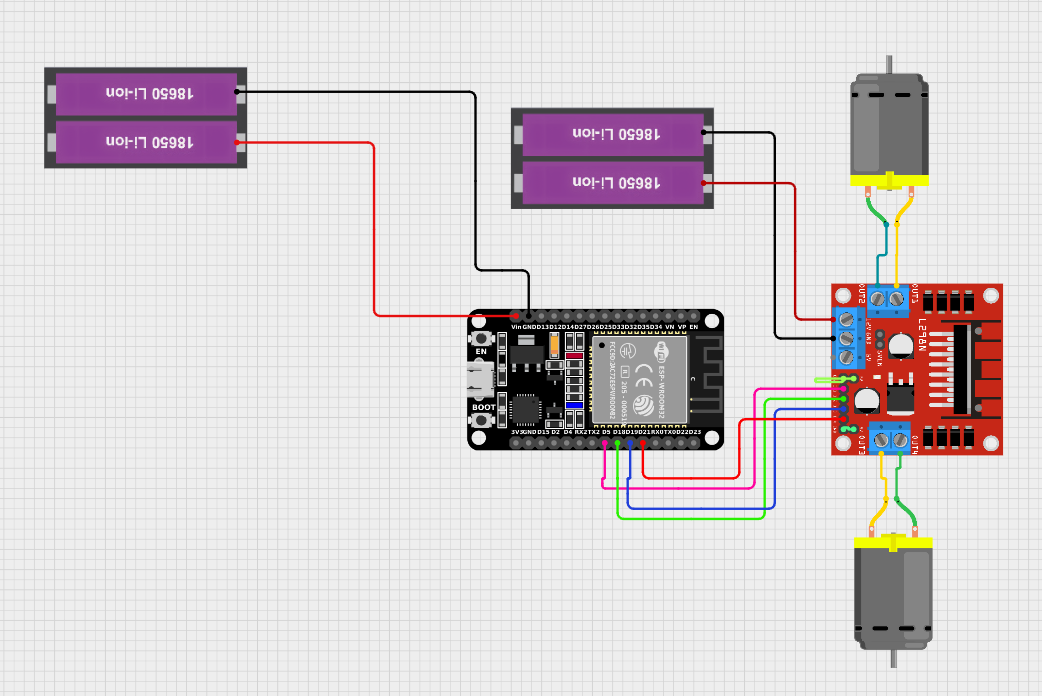 18650 Li-ion
18650 Li-ion
18650 Li-ion
18650 Li-ion
OUT2
OUT1
L298N
Vin GND D13 D12 D14 D27 D26 D25 D33 D32 D35 D34 VN VP EN
EN
ESP-WROOM32
BOOT
3V3 GND D15 D2 D4 RX2 TX2 D5 D18 D19 D21 RX0 TX0 D22 D23
OUT3
OUT4